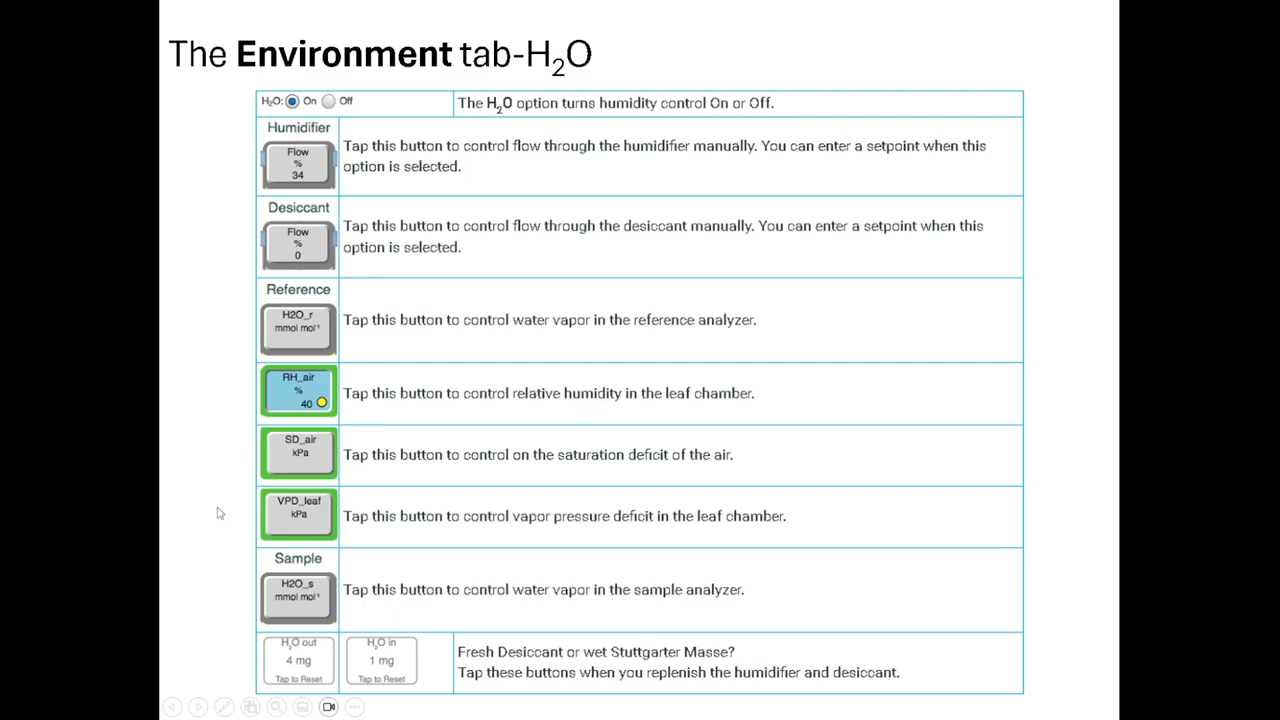 The Environment tab-H₂O
H₂O: On Off
The H₂O option turns humidity control On or Off.
Humidifier
Flow
%
34
Tap this button to control flow through the humidifier manually. You can enter a setpoint when this
option is selected.
Desiccant
Flow
%
0
Tap this button to control flow through the desiccant manually. You can enter a setpoint when this
option is selected.
Reference
H2O_r
mmol mol⁻¹
Tap this button to control water vapor in the reference analyzer.
RH_air
%
40
Tap this button to control relative humidity in the leaf chamber.
SD_air
kPa
Tap this button to control on the saturation deficit of the air.
VPD_leaf
kPa
Tap this button to control vapor pressure deficit in the leaf chamber.
Sample
H2O_s
mmol mol⁻¹
Tap this button to control water vapor in the sample analyzer.
H₂O out
4 mg
Tap to Reset
H₂O in
1 mg
Tap to Reset
Fresh Desiccant or wet Stuttgarter Masse?
Tap these buttons when you replenish the humidifier and desiccant.